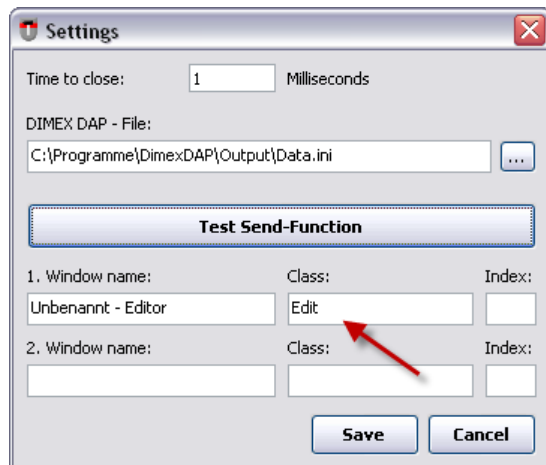 Settings
Time to close: 1 Milliseconds
DIMEX DAP - File:
C:\Programme\DimexDAP\Output\Data.ini ...
Test Send-Function
1. Window name: Class: Index:
Unbenannt - Editor Edit
2. Window name: Class: Index:
Save Cancel